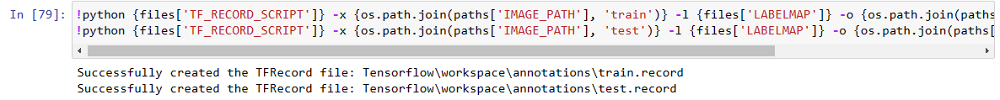 In [79]: !python {files['TF_RECORD_SCRIPT']} -x {os.path.join(paths['IMAGE_PATH'], 'train')} -l {files['LABELMAP']} -o {os.path.join(paths
!python {files['TF_RECORD_SCRIPT']} -x {os.path.join(paths['IMAGE_PATH'], 'test')} -l {files['LABELMAP']} -o {os.path.join(paths[
Successfully created the TFRecord file: Tensorflow\workspace\annotations\train.record
Successfully created the TFRecord file: Tensorflow\workspace\annotations\test.record